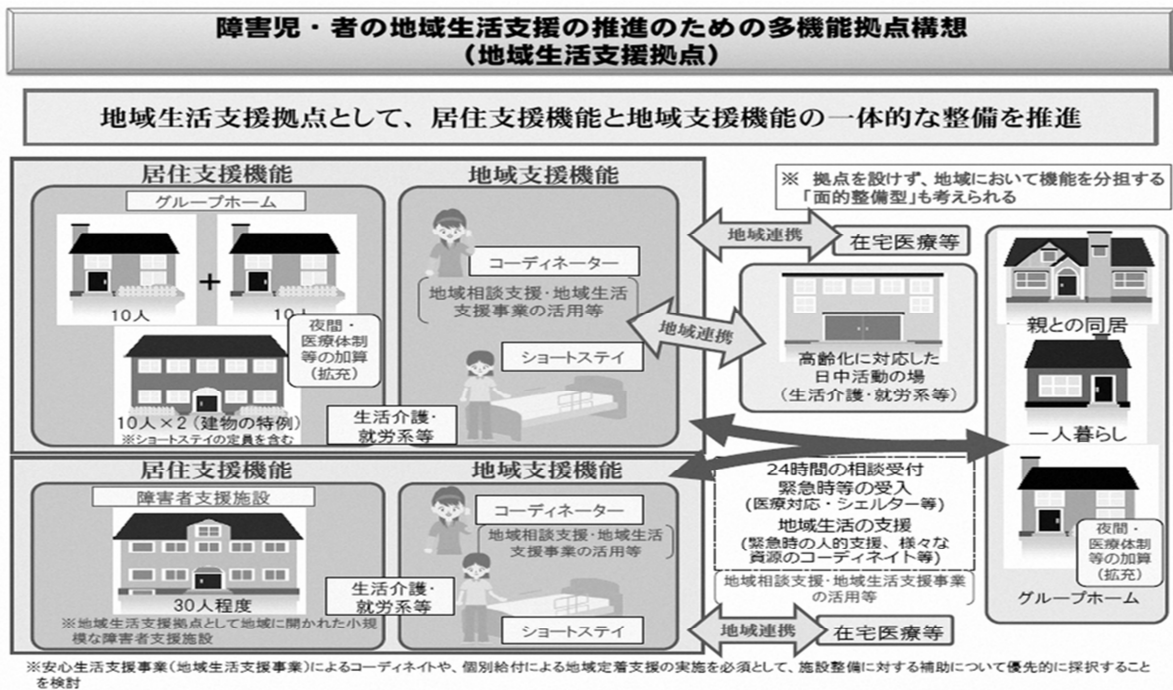 障害児・者の地域生活支援の推進のための多機能拠点構想
(地域生活支援拠点)
地域生活支援拠点として、居住支援機能と地域支援機能の一体的な整備を推進
居住支援機能
地域支援機能
グループホーム
+
10人
10人
夜間・
医療体制
等の加算
(拡充)
10人×2(建物の特例)
※ショートステイの定員を含む
コーディネーター
地域相談支援・地域生活
支援事業の活用等
ショートステイ
生活介護・
就労系等
※ 拠点を設けず、地域において機能を分担する
「面的整備型」も考えられる
地域連携
在宅医療等
地域連携
高齢化に対応した
日中活動の場
(生活介護・就労系等)
親との同居
一人暮らし
夜間・
医療体制
等の加算
(拡充)
グループホーム
居住支援機能
地域支援機能
障害者支援施設
30人程度
※地域生活支援拠点として地域に開かれた小規
模な障害者支援施設
コーディネーター
地域相談支援・地域生活
支援事業の活用等
生活介護・
就労系等
ショートステイ
24時間の相談受付
緊急時等の受入
(医療対応・シェルター等)
地域生活の支援
(緊急時の人的支援、様々な
資源のコーディネイト等)
地域相談支援・地域生活支援事業
の活用等
地域連携
在宅医療等
※安心生活支援事業(地域生活支援事業)によるコーディネイトや、個別給付による地域定着支援の実施を必須として、施設整備に対する補助について優先的に採択すること
を検討